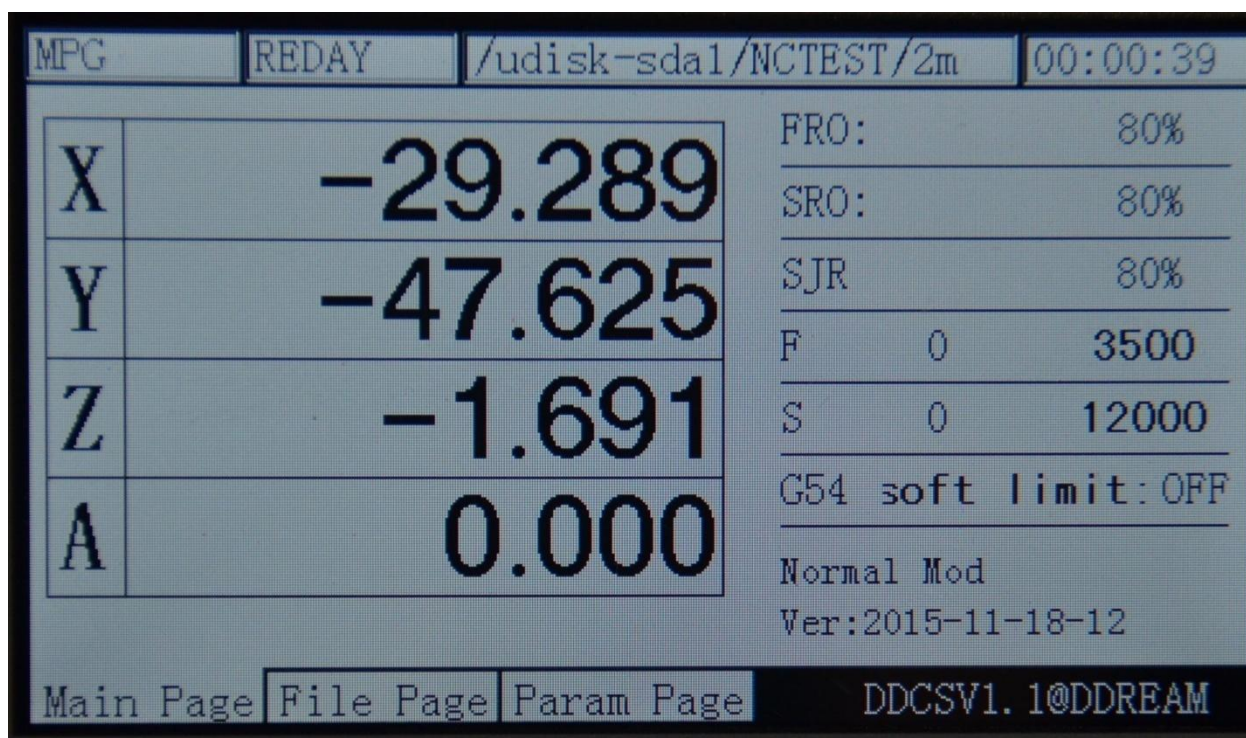 MPG REDAY /udisk-sda1/NCTEST/2m 00:00:39
X -29.289
Y -47.625
Z -1.691
A 0.000
FRO: 80%
SRO: 80%
SJR 80%
F 0 3500
S 0 12000
G54 soft limit:OFF
Normal Mod
Ver:2015-11-18-12
Main Page File Page Param Page DDCSV1.1@DDREAM